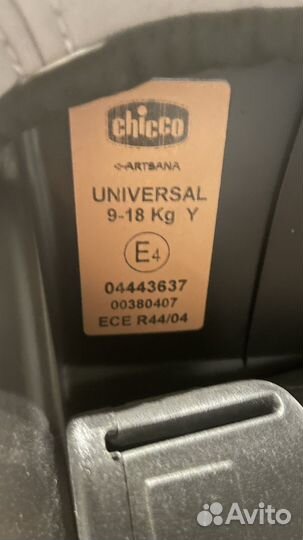 chicco
ARTSANA
UNIVERSAL
9-18 Kg Y
E4
04443637
00380407
ECE R44/04
Avito